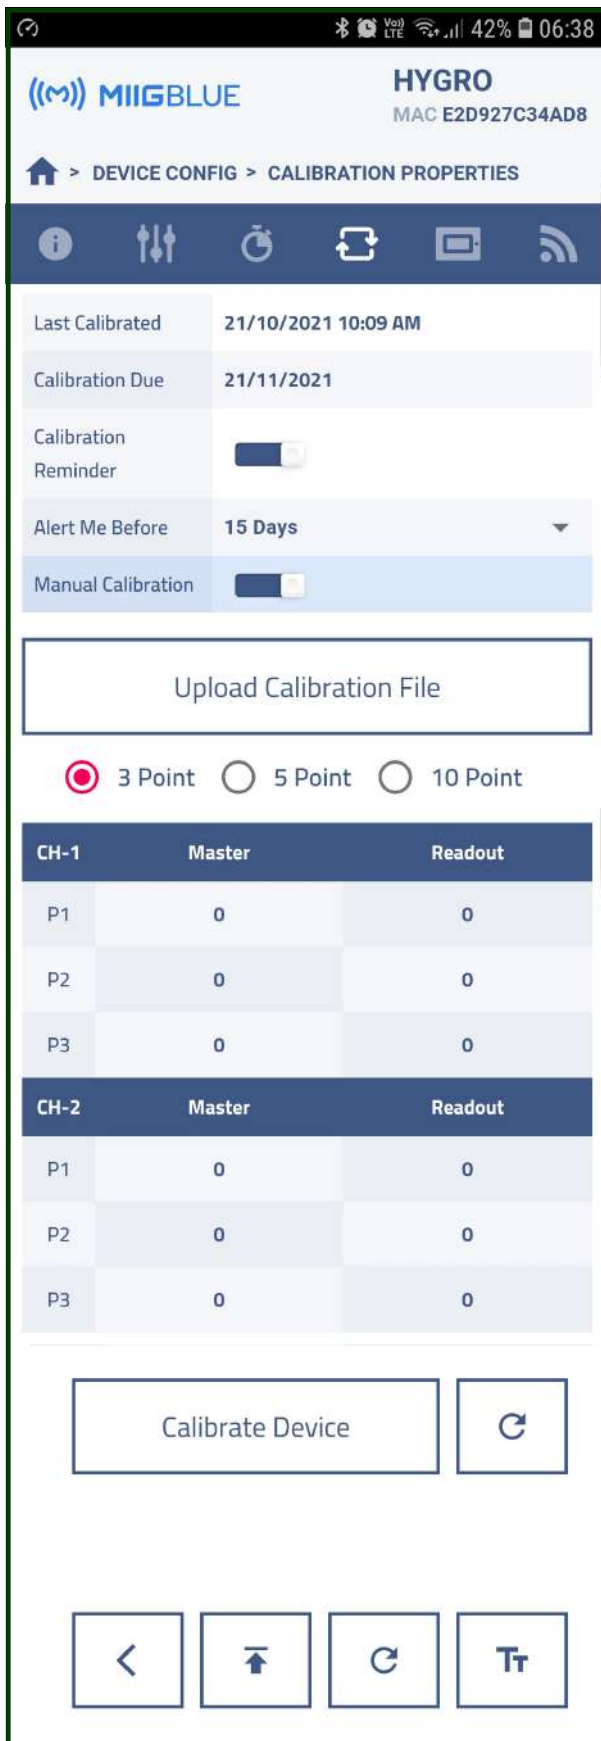 Vo)) LTE 42% 06:38
((m)) MIIGBLUE
HYGRO
MAC E2D927C34AD8
> DEVICE CONFIG > CALIBRATION PROPERTIES
Last Calibrated 21/10/2021 10:09 AM
Calibration Due 21/11/2021
Calibration
Reminder
Alert Me Before 15 Days
Manual Calibration
Upload Calibration File
3 Point 5 Point 10 Point
CH-1 Master Readout
P1 0 0
P2 0 0
P3 0 0
CH-2 Master Readout
P1 0 0
P2 0 0
P3 0 0
Calibrate Device
TT